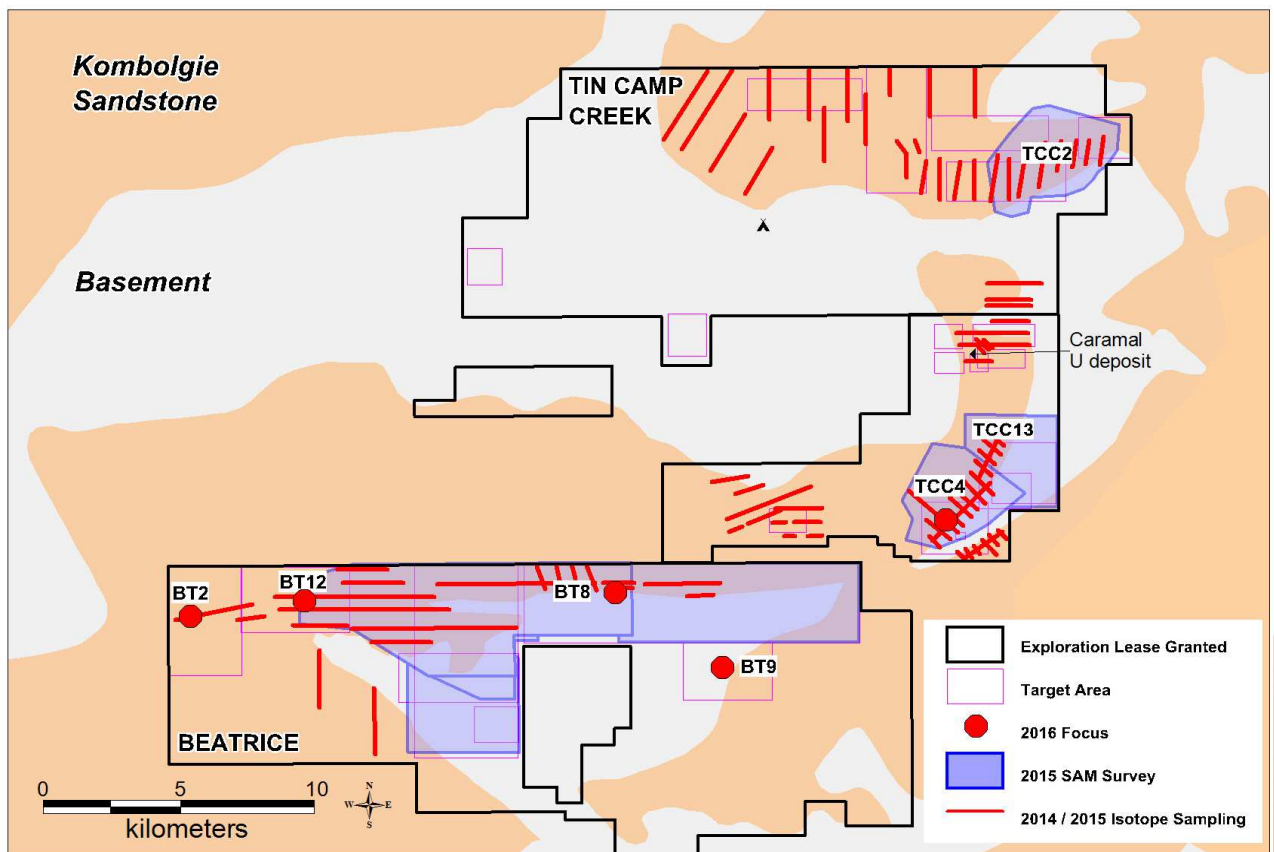 Kombolgie
Sandstone
TIN CAMP
CREEK
TCC2
Basement
Caramal
U deposit
TCC13
TCC4
BT2
BT12
BT8
BT9
BEATRICE
0 5 10
kilometers
N
W E
S
Exploration Lease Granted
Target Area
2016 Focus
2015 SAM Survey
2014 / 2015 Isotope Sampling